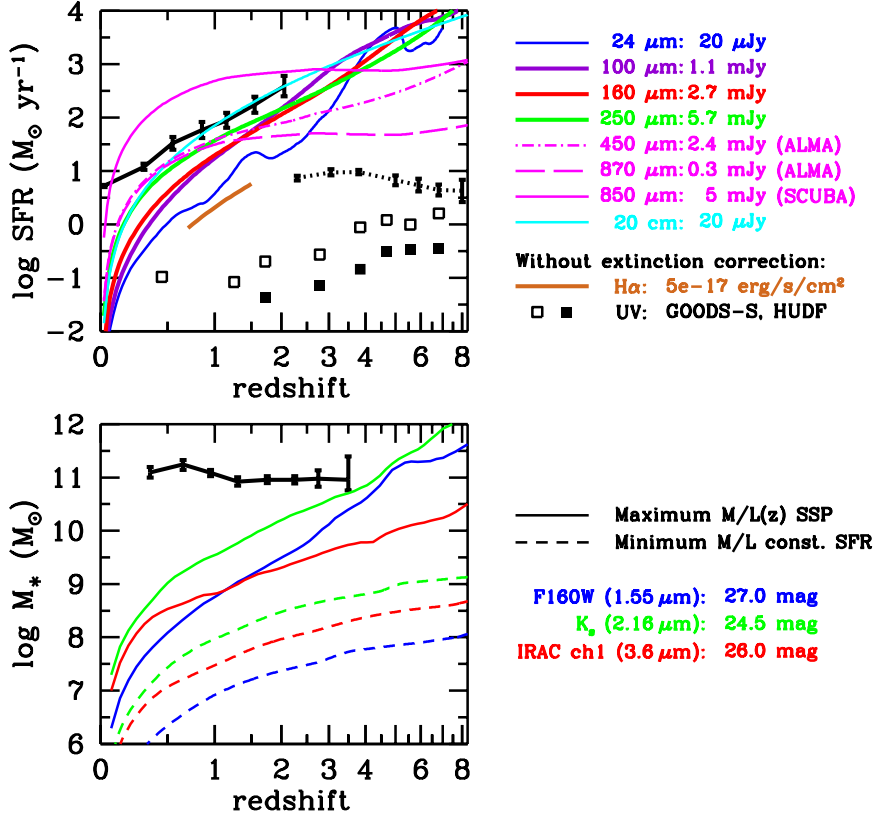 4
3
2
1
0
−1
−2
log SFR (M⊙ yr⁻¹)
0 1 2 4 6 8
redshift
24 μm: 20 μJy
100 μm: 1.1 mJy
160 μm: 2.7 mJy
250 μm: 5.7 mJy
450 μm: 2.4 mJy (ALMA)
870 μm: 0.3 mJy (ALMA)
850 μm: 5 mJy (SCUBA)
20 cm: 20 μJy
Without extinction correction:
Hα: 5e−17 erg/s/cm²
UV: GOODS−S, HUDF
12
11
10
9
8
7
6
log M* (M⊙)
0 1 2 4 6 8
redshift
Maximum M/L(z) SSP
Minimum M/L const. SFR
F160W (1.55 μm): 27.0 mag
Ks (2.16 μm): 24.5 mag
IRAC ch1 (3.6 μm): 26.0 mag